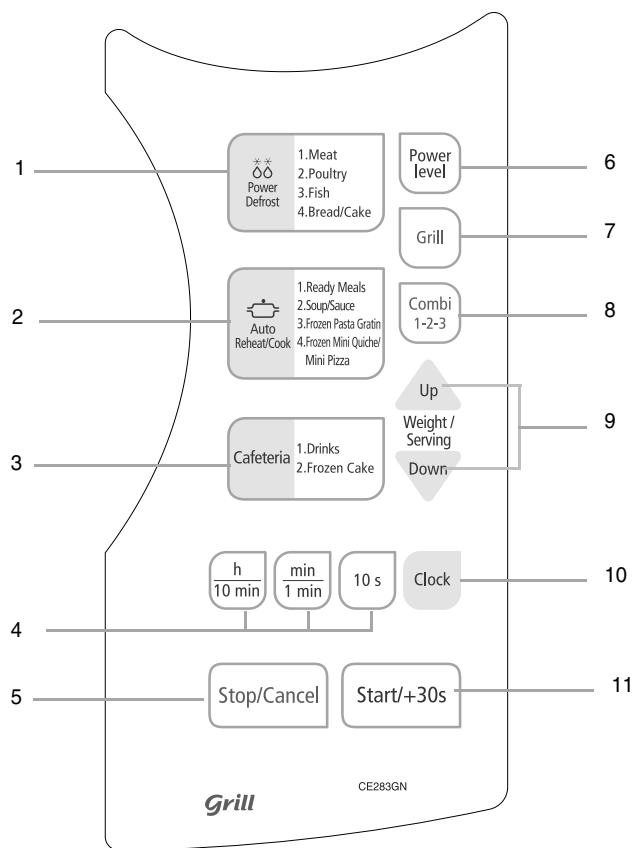 1
Power
Defrost
1.Meat
2.Poultry
3.Fish
4.Bread/Cake
Power
level
6
Grill
7
2
Auto
Reheat/Cook
1.Ready Meals
2.Soup/Sauce
3.Frozen Pasta Gratin
4.Frozen Mini Quiche/
Mini Pizza
Combi
1-2-3
8
Up
Weight /
Serving
Down
9
3
Cafeteria
1.Drinks
2.Frozen Cake
h
10 min
min
1 min
10 s
Clock
10
4
5
Stop/Cancel
Start/+30s
11
Grill
CE283GN